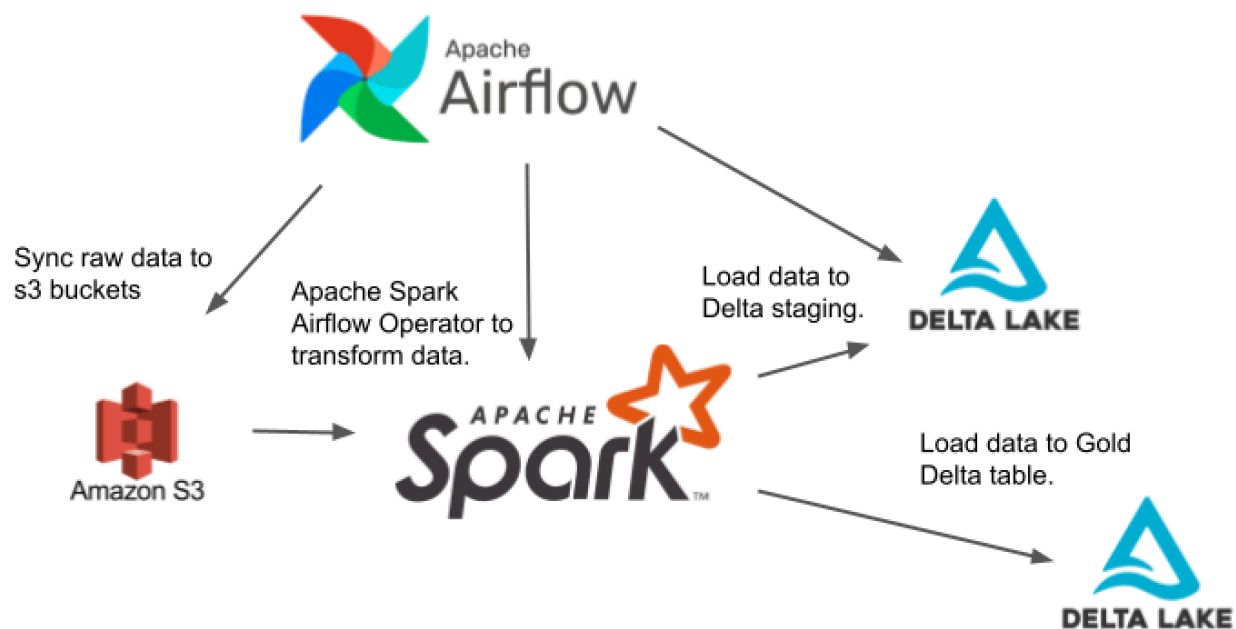 Apache
Airflow
Sync raw data to
s3 buckets
Apache Spark
Airflow Operator to
transform data.
Load data to
Delta staging.
DELTA LAKE
APACHE
Spark
TM
Amazon S3
Load data to Gold
Delta table.
DELTA LAKE